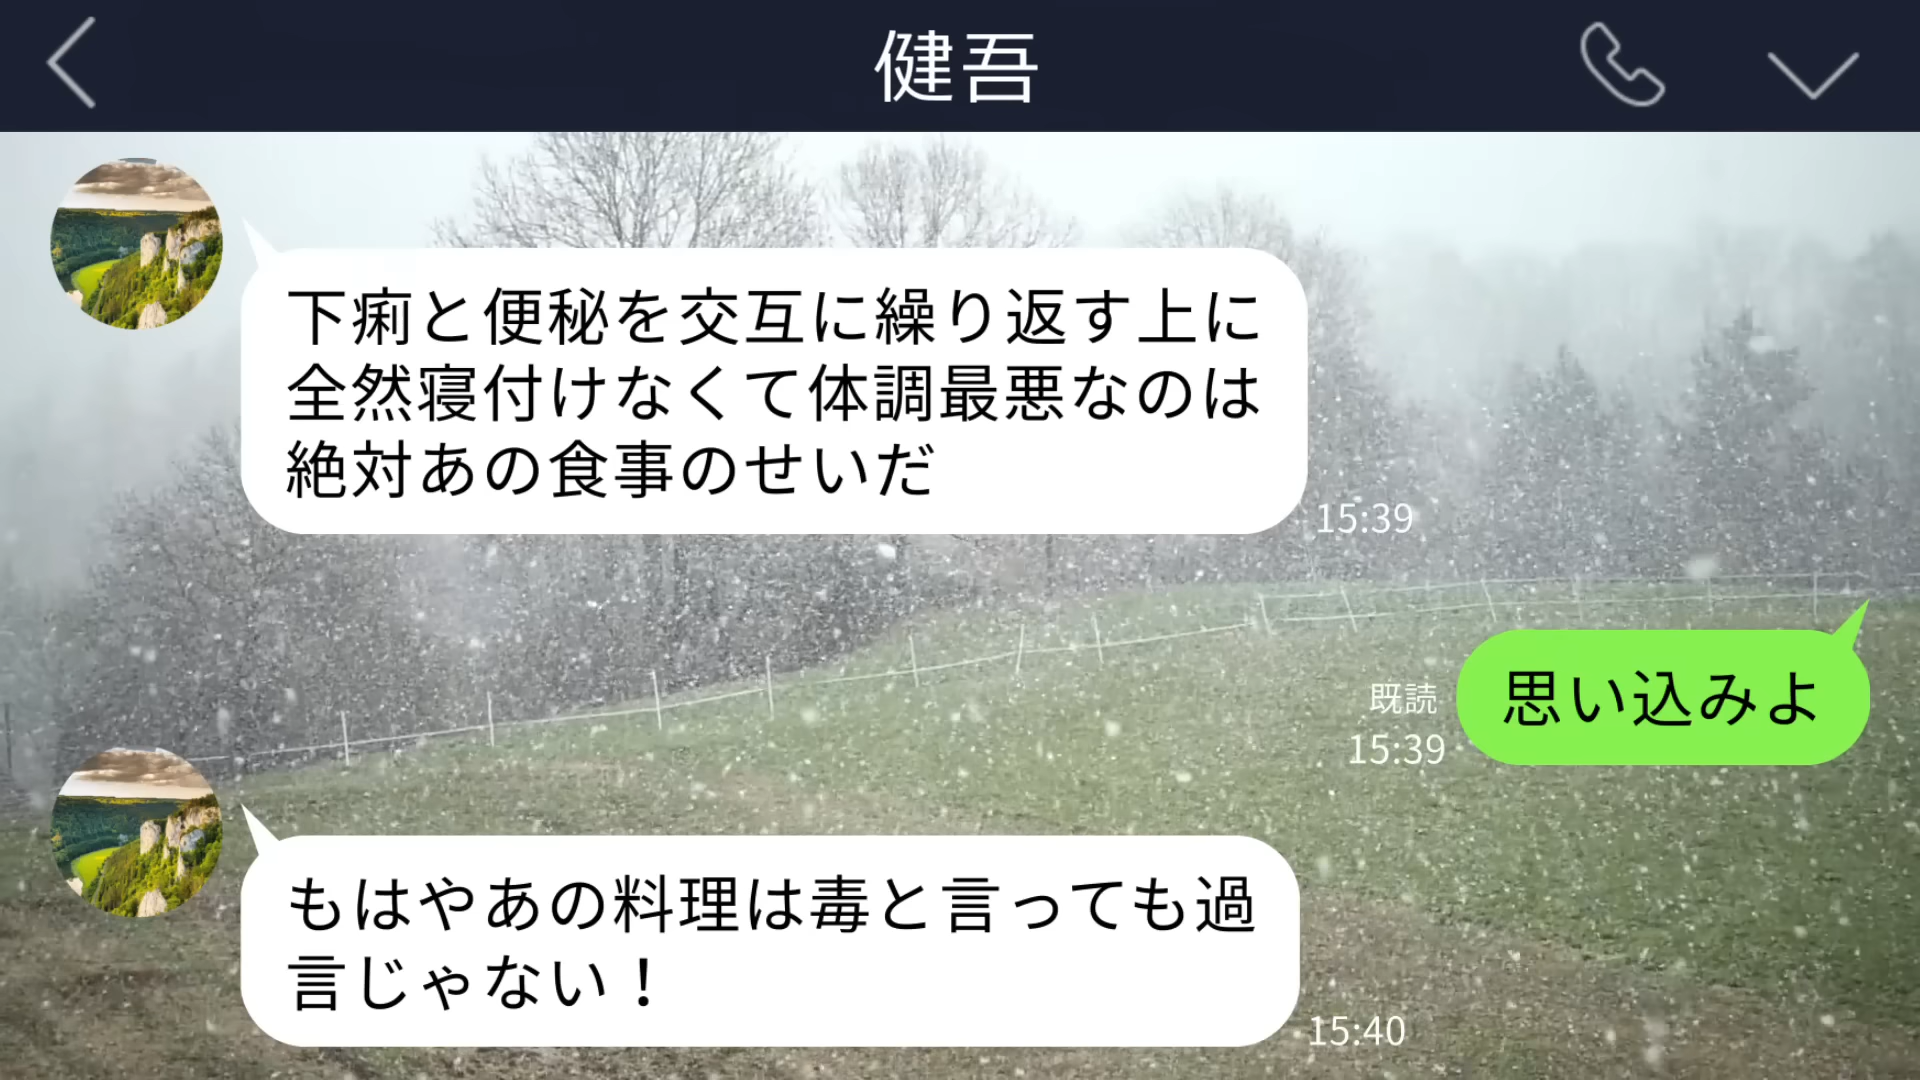 健吾
下痢と便秘を交互に繰り返す上に
全然寝付けなくて体調最悪なのは
絶対あの食事のせいだ
15:39
思い込みよ
既読
15:39
もはやあの料理は毒と言っても過
言じゃない！
15:40